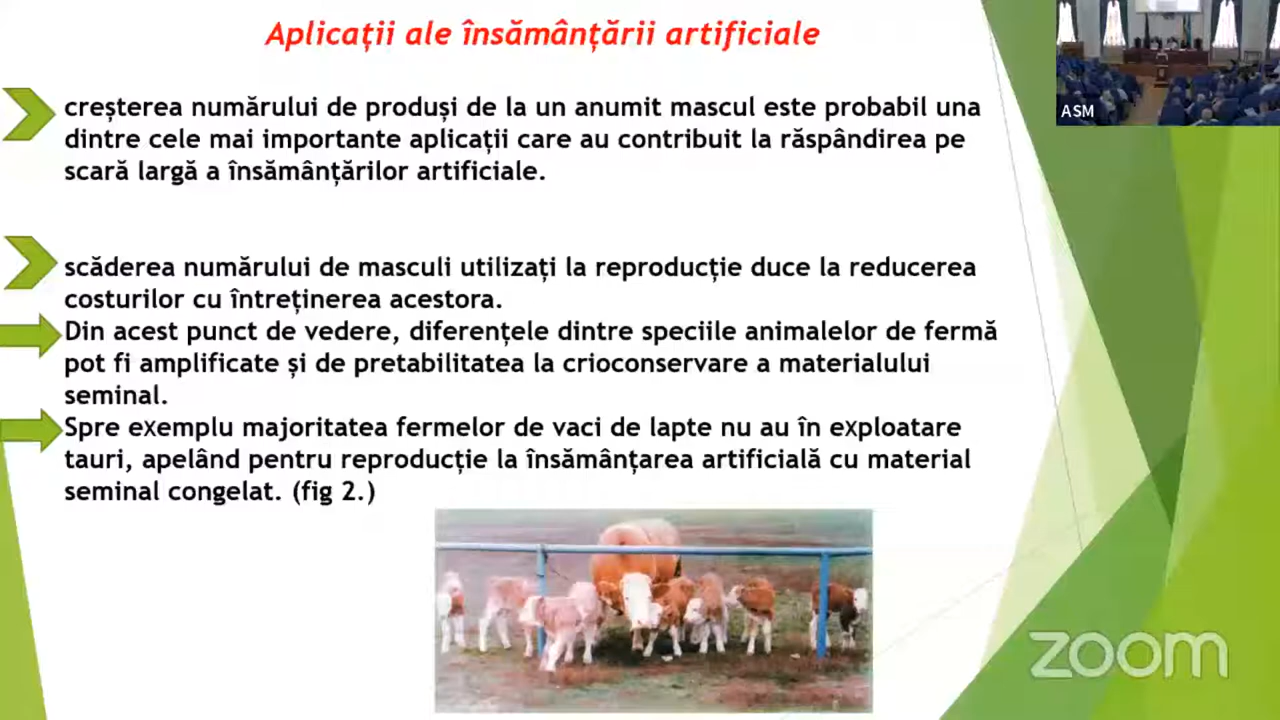 Aplicații ale însămânțării artificiale
creșterea numărului de produși de la un anumit mascul este probabil una
dintre cele mai importante aplicații care au contribuit la răspândirea pe
scară largă a însămânțărilor artificiale.
scăderea numărului de masculi utilizați la reproducție duce la reducerea
costurilor cu întreținerea acestora.
Din acest punct de vedere, diferențele dintre speciile animalelor de fermă
pot fi amplificate și de pretabilitatea la crioconservare a materialului
seminal.
Spre exemplu majoritatea fermelor de vaci de lapte nu au în exploatare
tauri, apelând pentru reproducție la însămânțarea artificială cu material
seminal congelat. (fig 2.)
ASM
zoom